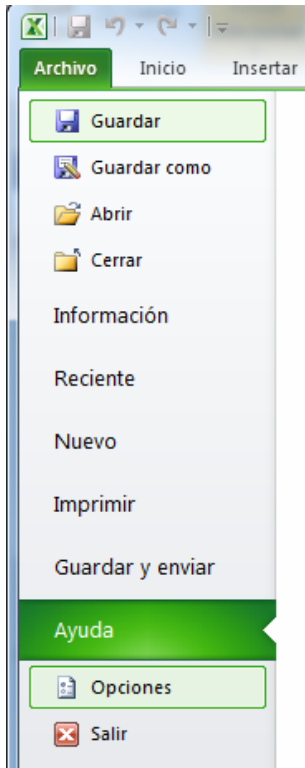 Archivo Inicio Insertar
Guardar
Guardar como
Abrir
Cerrar
Información
Reciente
Nuevo
Imprimir
Guardar y enviar
Ayuda
Opciones
Salir